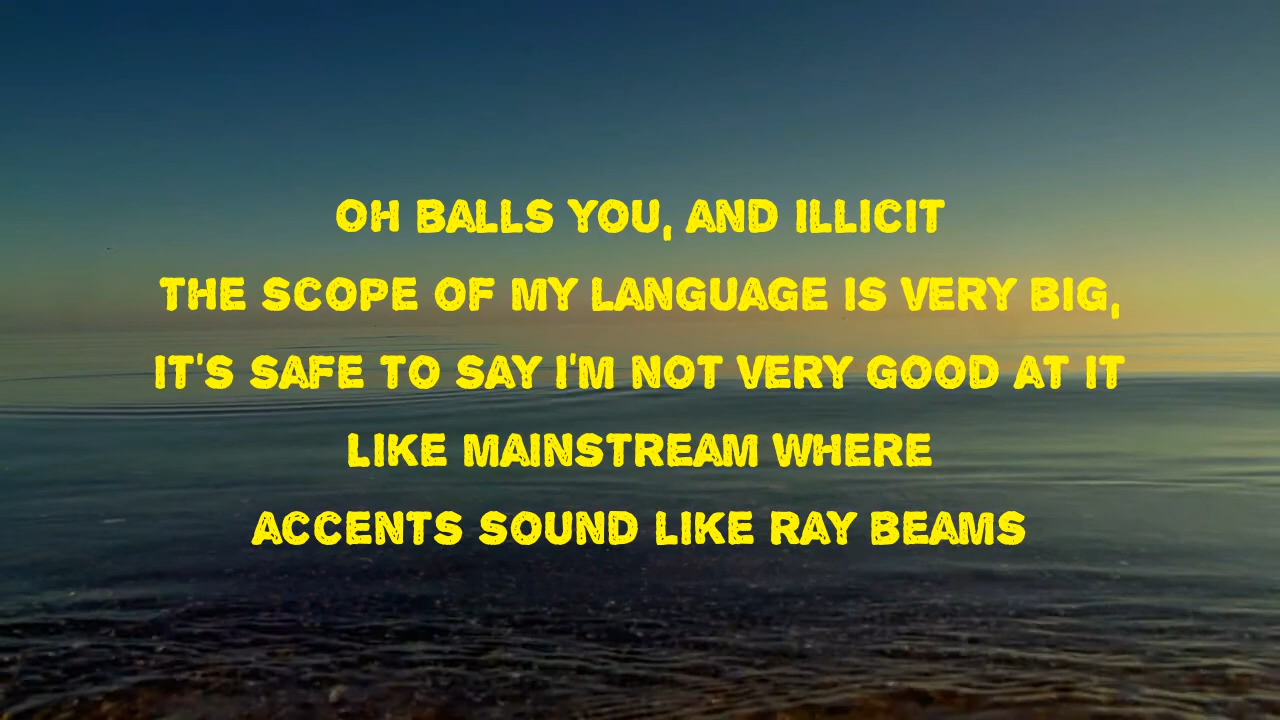 OH BALLS YOU, AND ILLICIT
THE SCOPE OF MY LANGUAGE IS VERY BIG,
IT'S SAFE TO SAY I'M NOT VERY GOOD AT IT
LIKE MAINSTREAM WHERE
ACCENTS SOUND LIKE RAY BEAMS